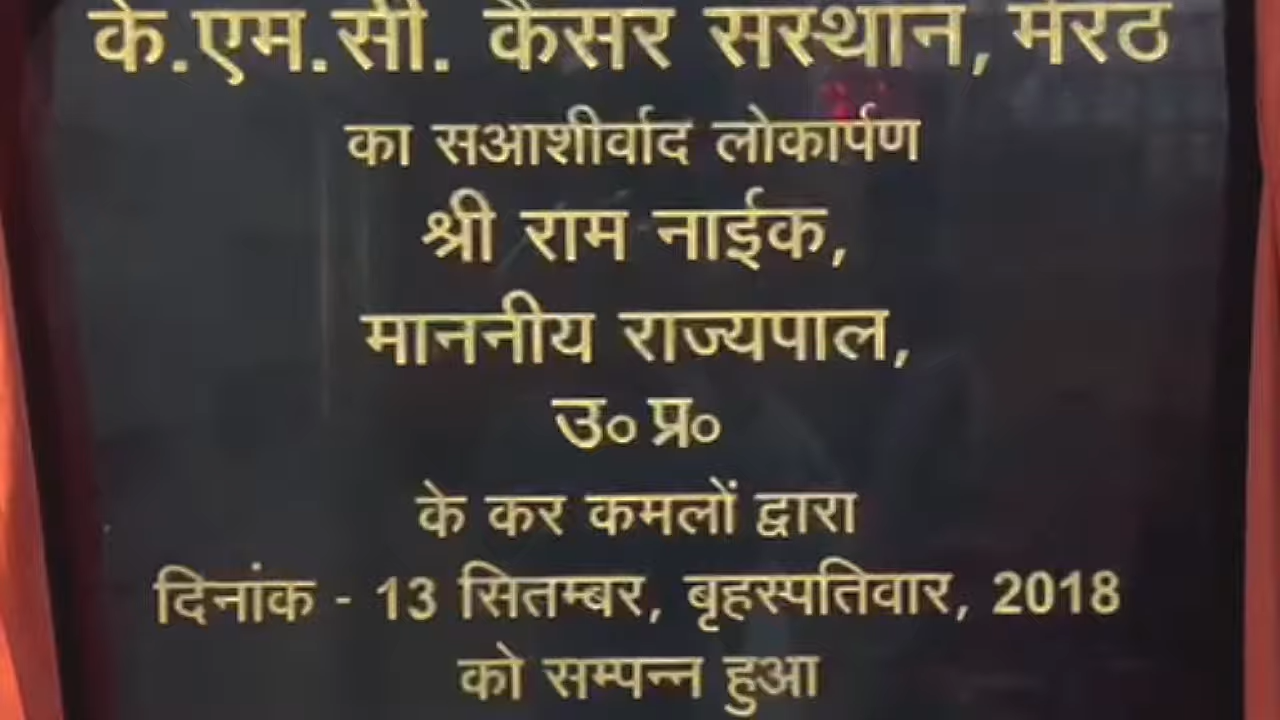 के.एम.सी. कैंसर संस्थान, मेरठ
का सआशीर्वाद लोकार्पण
श्री राम नाईक,
माननीय राज्यपाल,
उ० प्र०
के कर कमलों द्वारा
दिनांक - 13 सितम्बर, बृहस्पतिवार, 2018
को सम्पन्न हुआ